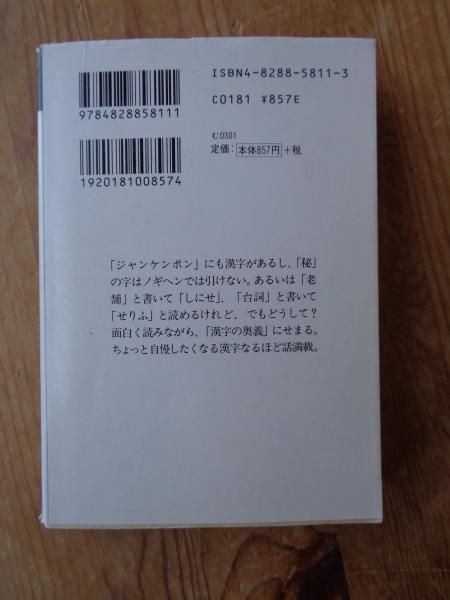 ISBN4-8288-5811-3
C0181 ¥857E
9784828858111
む0301
定価：本体857円+税
1920181008574
「ジャンケンポン」にも漢字があるし、「秘」
の字はノギヘンでは引けない。あるいは「老
舗」と書いて「しにせ」、「台詞」と書いて
「せりふ」と読めるけれど、でもどうして？
面白く読みながら、「漢字の奥義」にせまる。
ちょっと自慢したくなる漢字なるほど話満載。